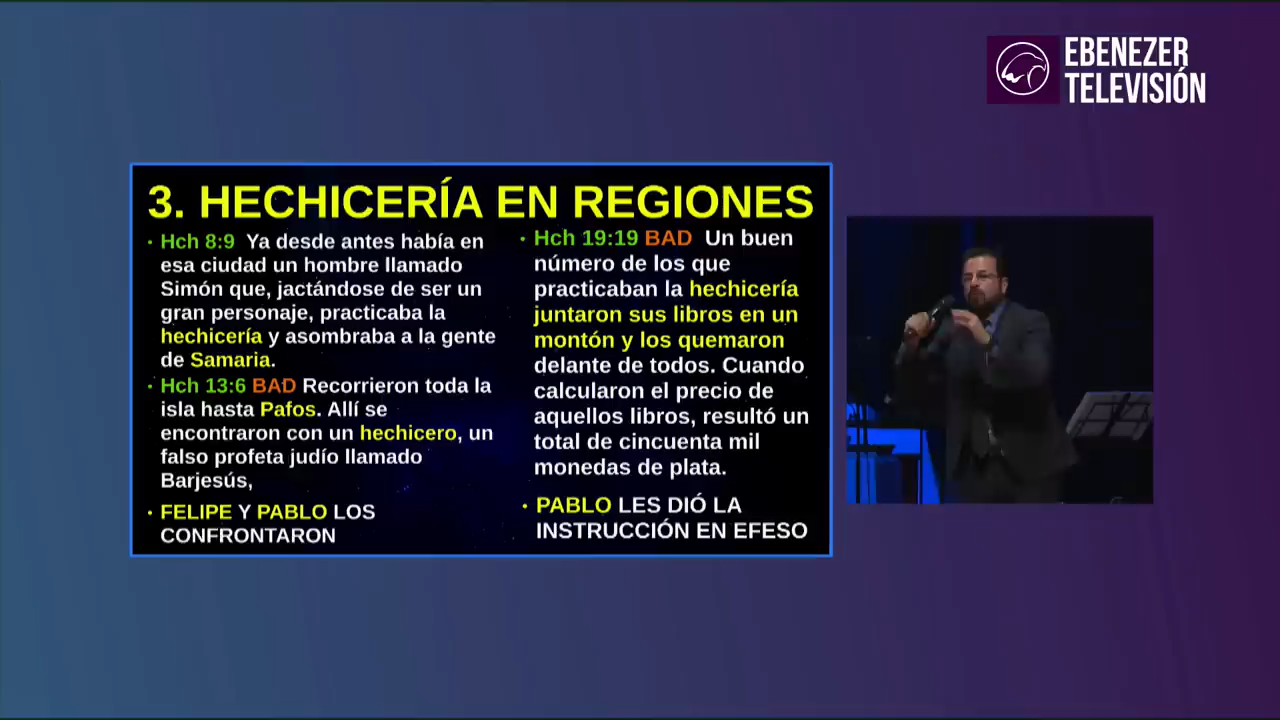 EBENEZER
TELEVISIÓN
3. HECHICERÍA EN REGIONES
• Hch 8:9 Ya desde antes había en
esa ciudad un hombre llamado
Simón que, jactándose de ser un
gran personaje, practicaba la
hechicería y asombraba a la gente
de Samaria.
• Hch 13:6 BAD Recorrieron toda la
isla hasta Pafos. Allí se
encontraron con un hechicero, un
falso profeta judío llamado
Barjesús,
• FELIPE Y PABLO LOS
CONFRONTARON
• Hch 19:19 BAD Un buen
número de los que
practicaban la hechicería
juntaron sus libros en un
montón y los quemaron
delante de todos. Cuando
calcularon el precio de
aquellos libros, resultó un
total de cincuenta mil
monedas de plata.
• PABLO LES DIÓ LA
INSTRUCCIÓN EN EFESO